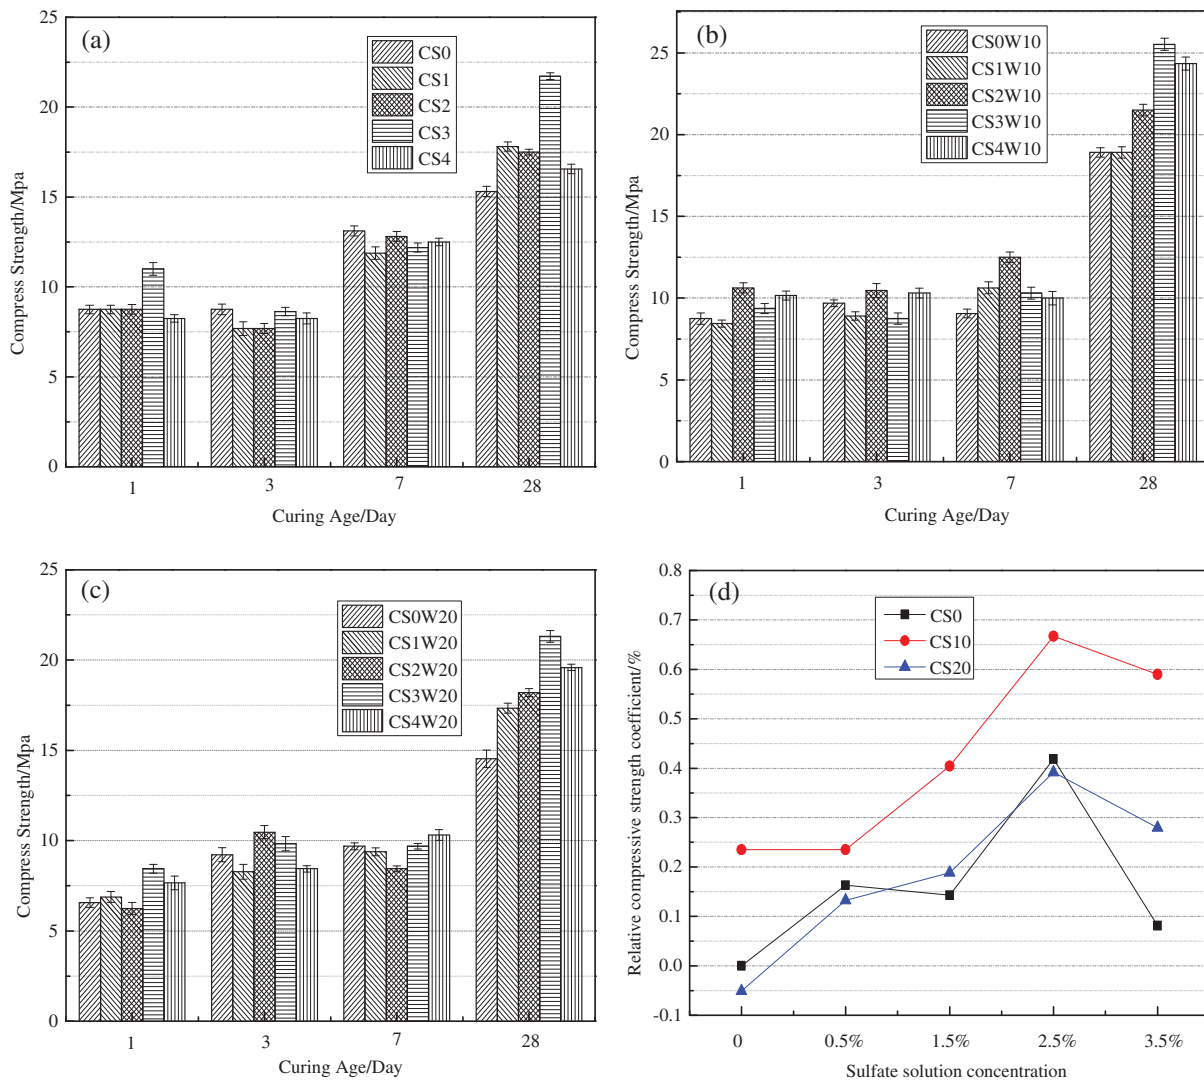 (a)
CS0
CS1
CS2
CS3
CS4
25
20
15
10
5
0
Compress Strength/Mpa
1 3 7 28
Curing Age/Day
(b)
CS0W10
CS1W10
CS2W10
CS3W10
CS4W10
25
20
15
10
5
0
Compress Strength/Mpa
1 3 7 28
Curing Age/Day
(c)
CS0W20
CS1W20
CS2W20
CS3W20
CS4W20
25
20
15
10
5
0
Compress Strength/Mpa
1 3 7 28
Curing Age/Day
(d)
CS0
CS10
CS20
0.8
0.7
0.6
0.5
0.4
0.3
0.2
0.1
0.0
-0.1
Relative compressive strength coefficient/%
0 0.5% 1.5% 2.5% 3.5%
Sulfate solution concentration